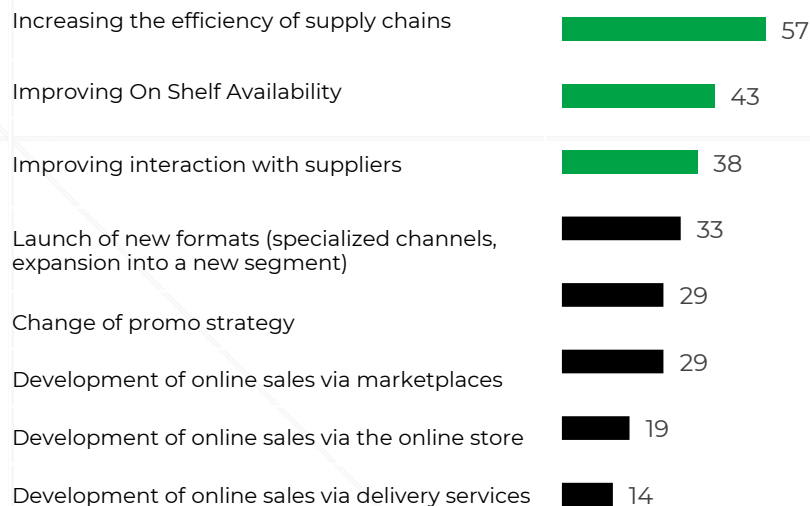 Increasing the efficiency of supply chains
57
Improving On Shelf Availability
43
Improving interaction with suppliers
38
Launch of new formats (specialized channels,
expansion into a new segment)
33
Change of promo strategy
29
Development of online sales via marketplaces
29
Development of online sales via the online store
19
Development of online sales via delivery services
14